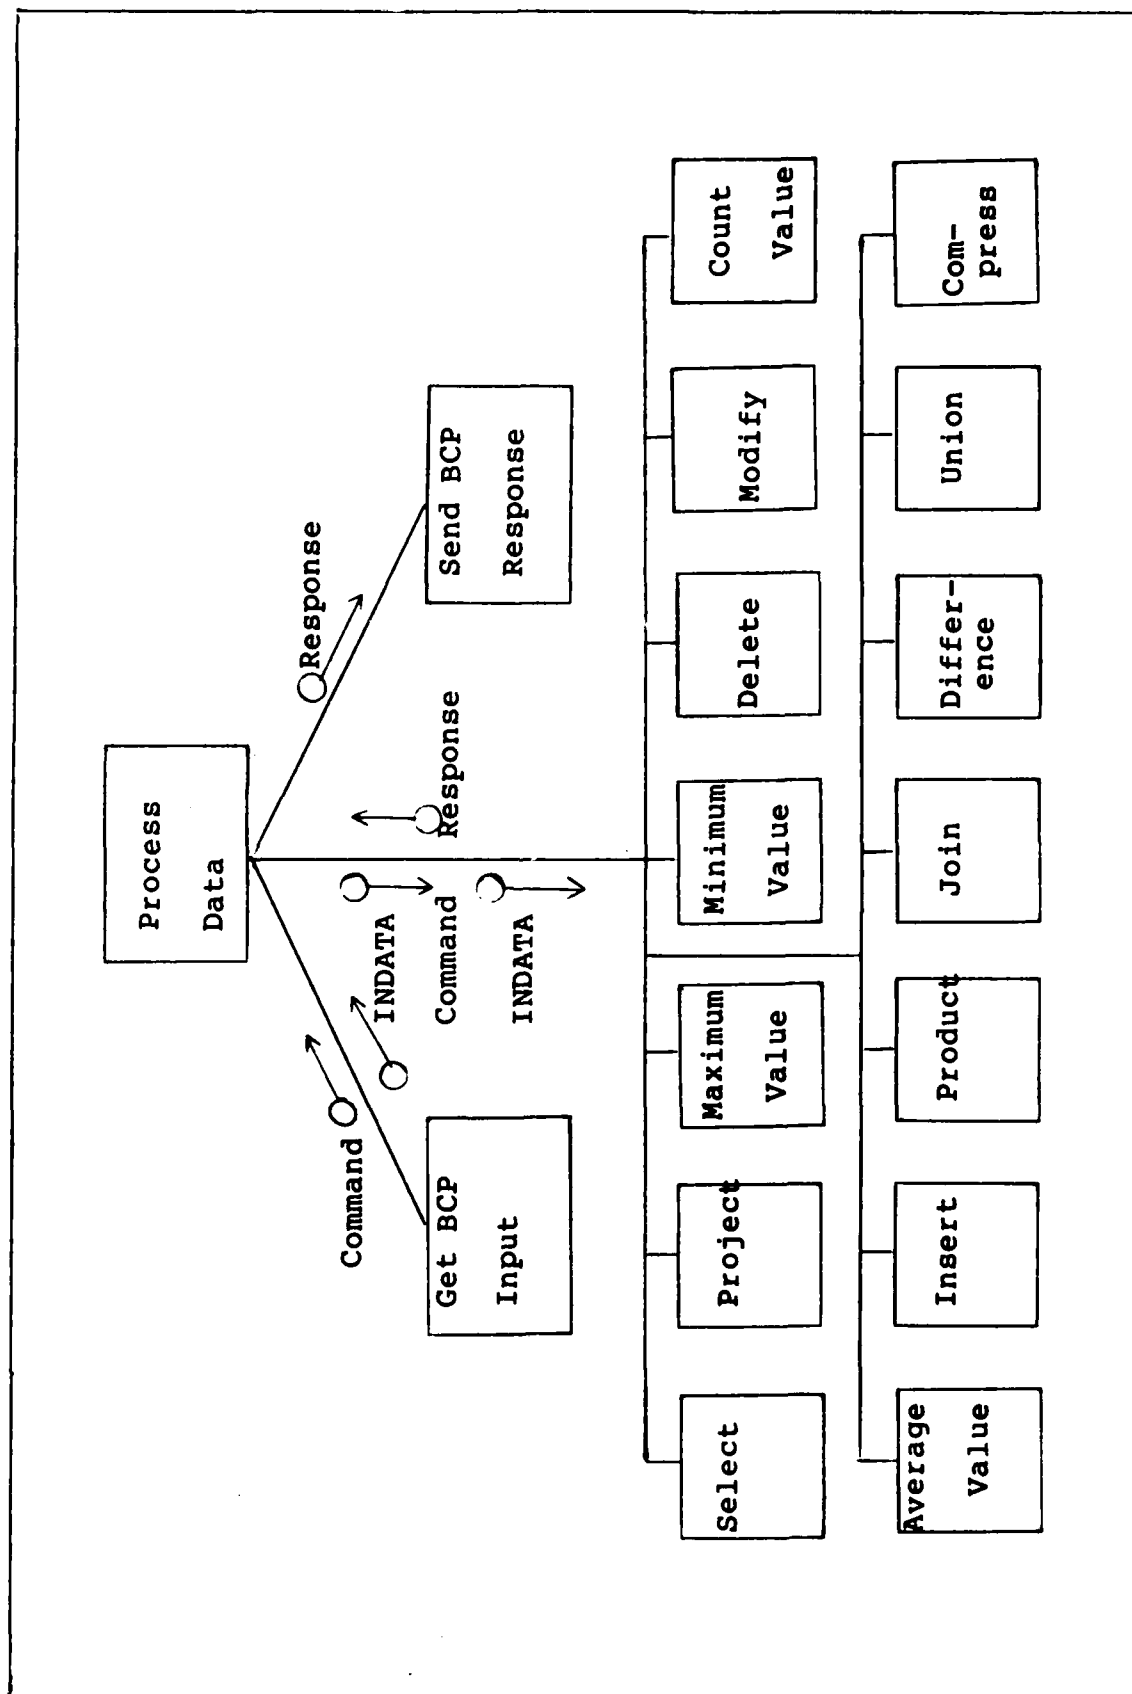 Process
Data
Command
INDATA
Command
INDATA
Response
Response
Get BCP
Input
Send BCP
Response
Select
Project
Maximum
Value
Minimum
Value
Delete
Modify
Count
Value
Average
Value
Insert
Product
Join
Differ-
ence
Union
Com-
press